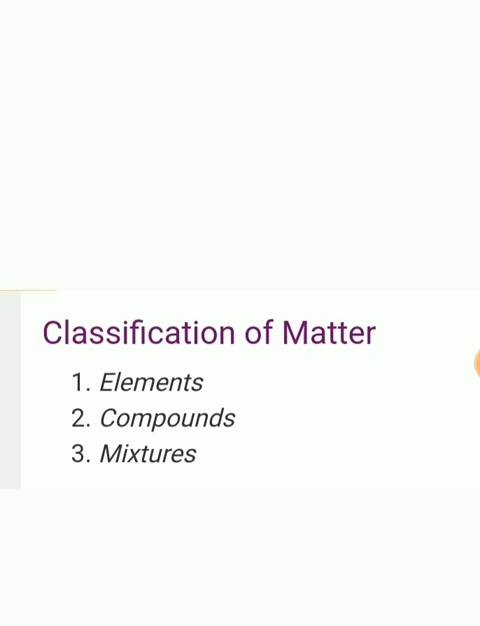 Classification of Matter
1. Elements
2. Compounds
3. Mixtures